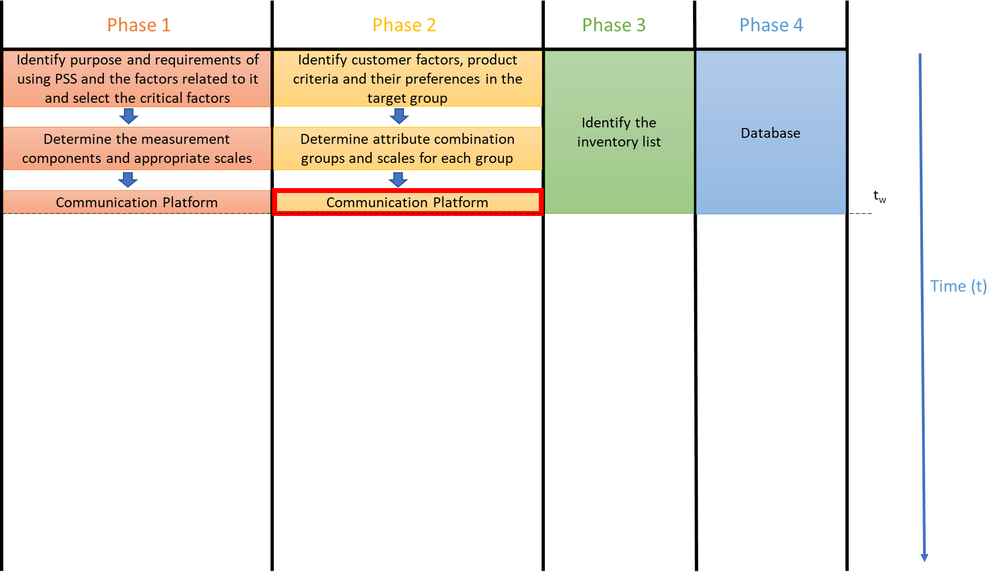 Phase 1
Phase 2
Phase 3
Phase 4
Identify purpose and requirements of
using PSS and the factors related to it
and select the critical factors
Determine the measurement
components and appropriate scales
Communication Platform
Identify customer factors, product
criteria and their preferences in the
target group
Determine attribute combination
groups and scales for each group
Communication Platform
Identify the
inventory list
Database
tw
Time (t)